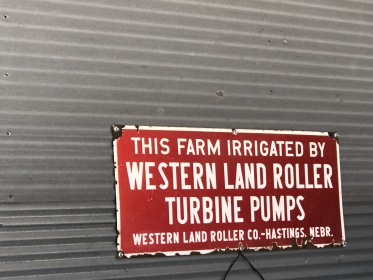 THIS FARM IRRIGATED BY
WESTERN LAND ROLLER
TURBINE PUMPS
WESTERN LAND ROLLER CO.-HASTINGS, NEBR.